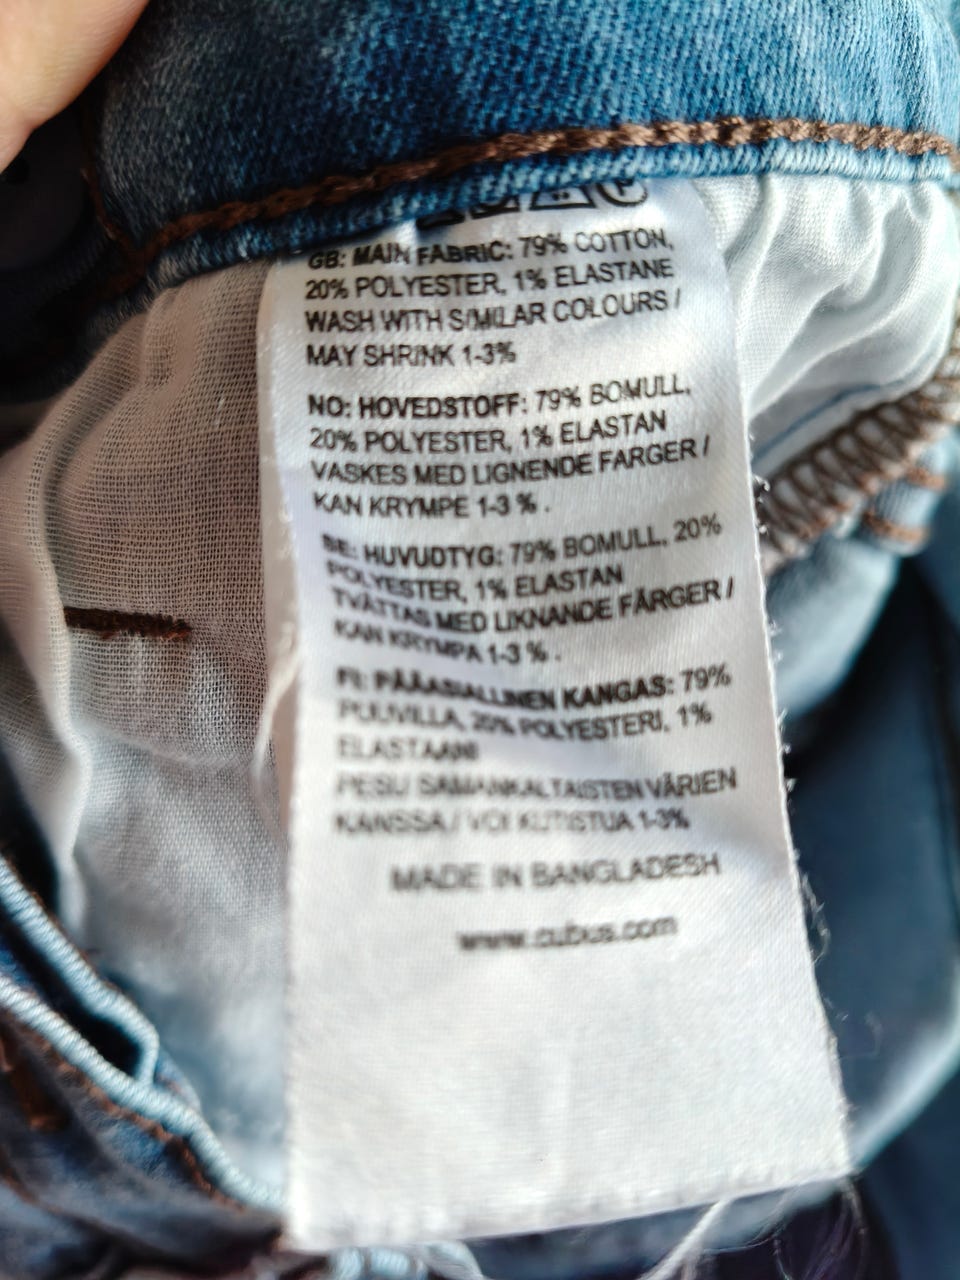 GB: MAIN FABRIC: 79% COTTON,
20% POLYESTER, 1% ELASTANE
WASH WITH SIMILAR COLOURS /
MAY SHRINK 1-3%
NO: HOVEDSTOFF: 79% BOMULL,
20% POLYESTER, 1% ELASTAN
VASKES MED LIGNENDE FARGER /
KAN KRYMPE 1-3 % .
SE: HUVUDTYG: 79% BOMULL, 20%
POLYESTER, 1% ELASTAN
TVÄTTAS MED LIKNANDE FÄRGER /
KAN KRYMPA 1-3 % .
FI: PÄÄASIALLINEN KANGAS: 79%
PUUVILLA, 20% POLYESTERI, 1%
ELASTAANI
PESU SAMANKALTAISTEN VÄRIEN
KANSSA / VOI KUTISTUA 1-3%
MADE IN BANGLADESH
www.cubus.com